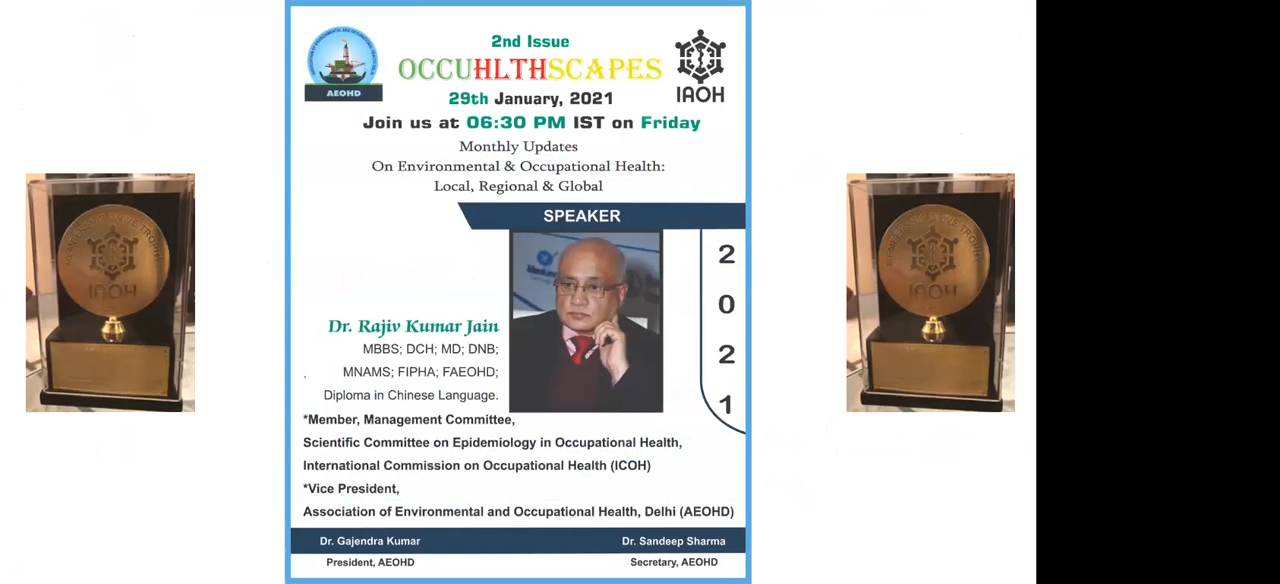 2nd Issue
OCCUHLTHSCAPES
29th January, 2021
Join us at 06:30 PM IST on Friday
Monthly Updates
On Environmental & Occupational Health:
Local, Regional & Global
AEOHD
IAOH
SPEAKER
2
0
2
1
Dr. Rajiv Kumar Jain
MBBS; DCH; MD; DNB;
MNAMS; FIPHA; FAEOHD;
Diploma in Chinese Language.
*Member, Management Committee,
Scientific Committee on Epidemiology in Occupational Health,
International Commission on Occupational Health (ICOH)
*Vice President,
Association of Environmental and Occupational Health, Delhi (AEOHD)
Dr. Gajendra Kumar
President, AEOHD
Dr. Sandeep Sharma
Secretary, AEOHD
IAOH
IAOH